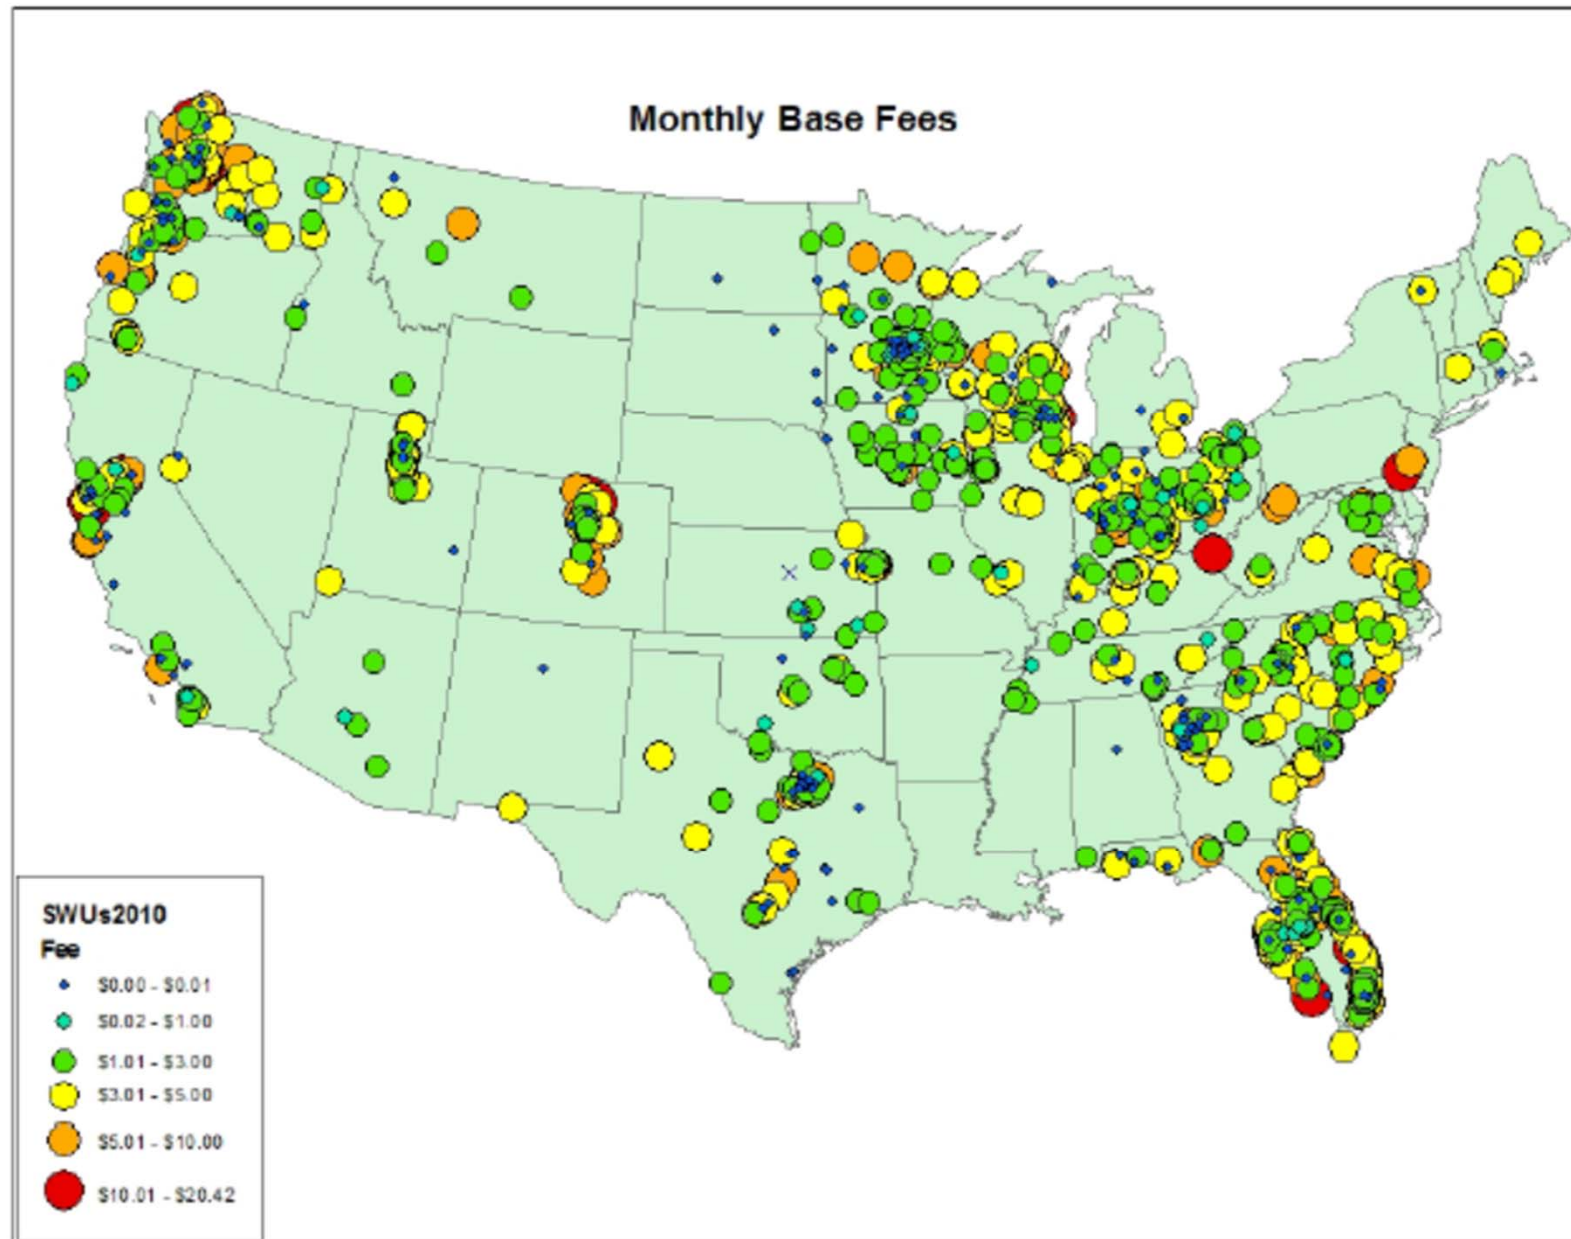 Monthly Base Fees
SWUs2010
Fee
$0.00 - $0.01
$0.02 - $1.00
$1.01 - $3.00
$3.01 - $5.00
$5.01 - $10.00
$10.01 - $20.42